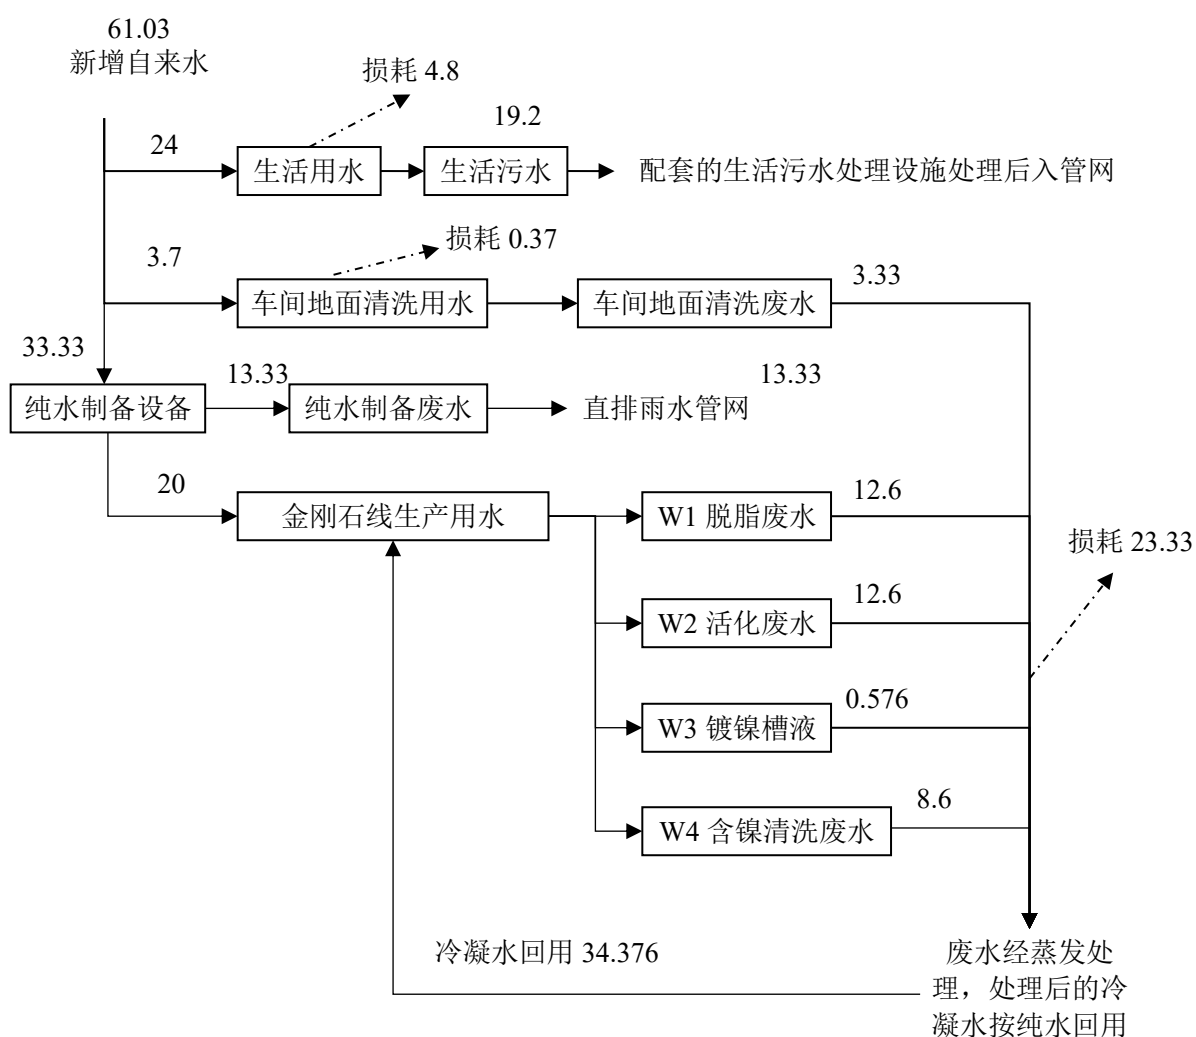 61.03
新增自来水
损耗 4.8
19.2
24
生活用水
生活污水
配套的生活污水处理设施处理后入管网
损耗 0.37
3.7
3.33
车间地面清洗用水
车间地面清洗废水
33.33
13.33
13.33
纯水制备设备
纯水制备废水
直排雨水管网
20
12.6
金刚石线生产用水
W1 脱脂废水
损耗 23.33
12.6
W2 活化废水
0.576
W3 镀镍槽液
8.6
W4 含镍清洗废水
冷凝水回用 34.376
废水经蒸发处
理，处理后的冷
凝水按纯水回用